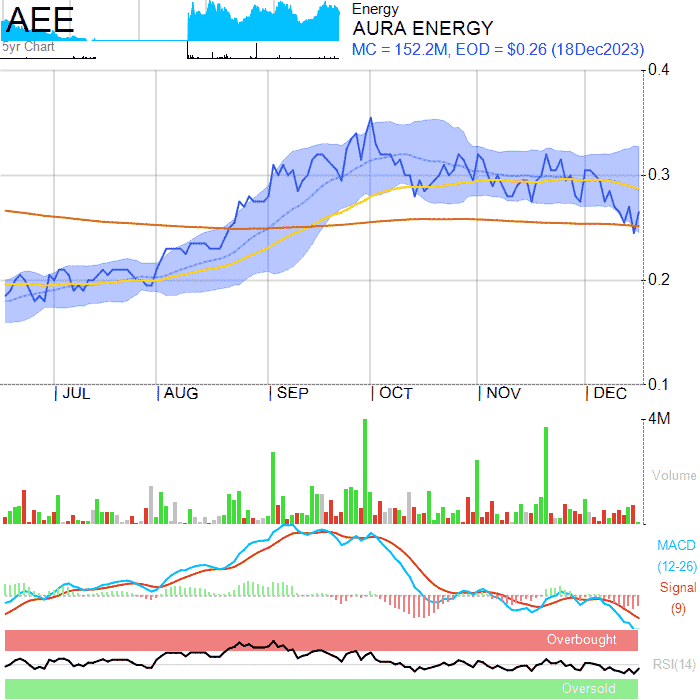 AEE
5yr Chart
Energy
AURA ENERGY
MC = 152.2M, EOD = $0.26 (18Dec2023)
0.4
0.3
0.2
0.1
| JUL | AUG | SEP | OCT | NOV | DEC
4M
Volume
MACD
(12-26)
Signal
(9)
Overbought
RSI(14)
Oversold